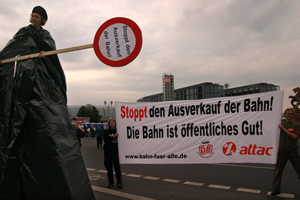 Stoppt den
Ausverkauf
der Bahn!
Stoppt den Ausverkauf der Bahn!
Die Bahn ist öffentliches Gut!
www.bahn-fuer-alle.de
attac